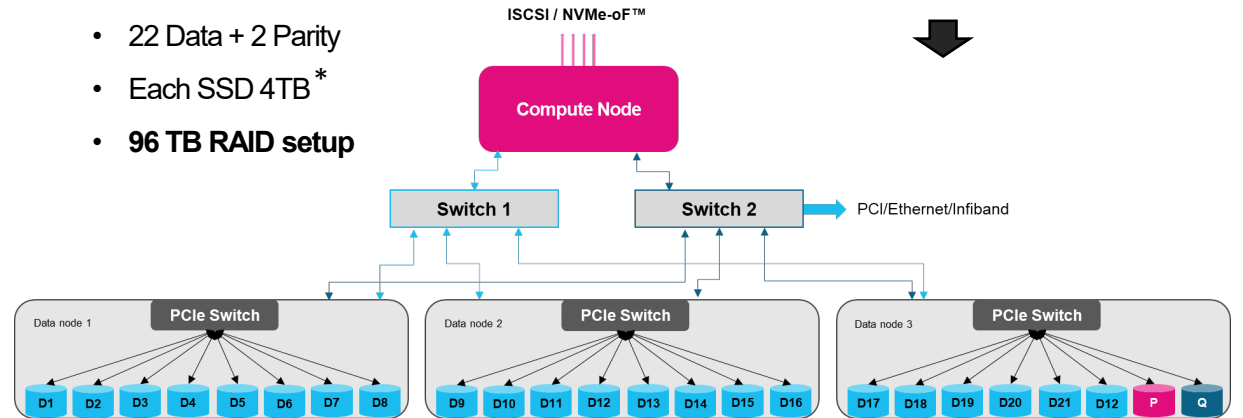 ISCSI / NVMe-oF™
• 22 Data + 2 Parity
• Each SSD 4TB*
• 96 TB RAID setup
Compute Node
Switch 1
Switch 2
PCI/Ethernet/Infiband
Data node 1
PCIe Switch
D1 D2 D3 D4 D5 D6 D7 D8
Data node 2
PCIe Switch
D9 D10 D11 D12 D13 D14 D15 D16
Data node 3
PCIe Switch
D17 D18 D19 D20 D21 D12 P Q